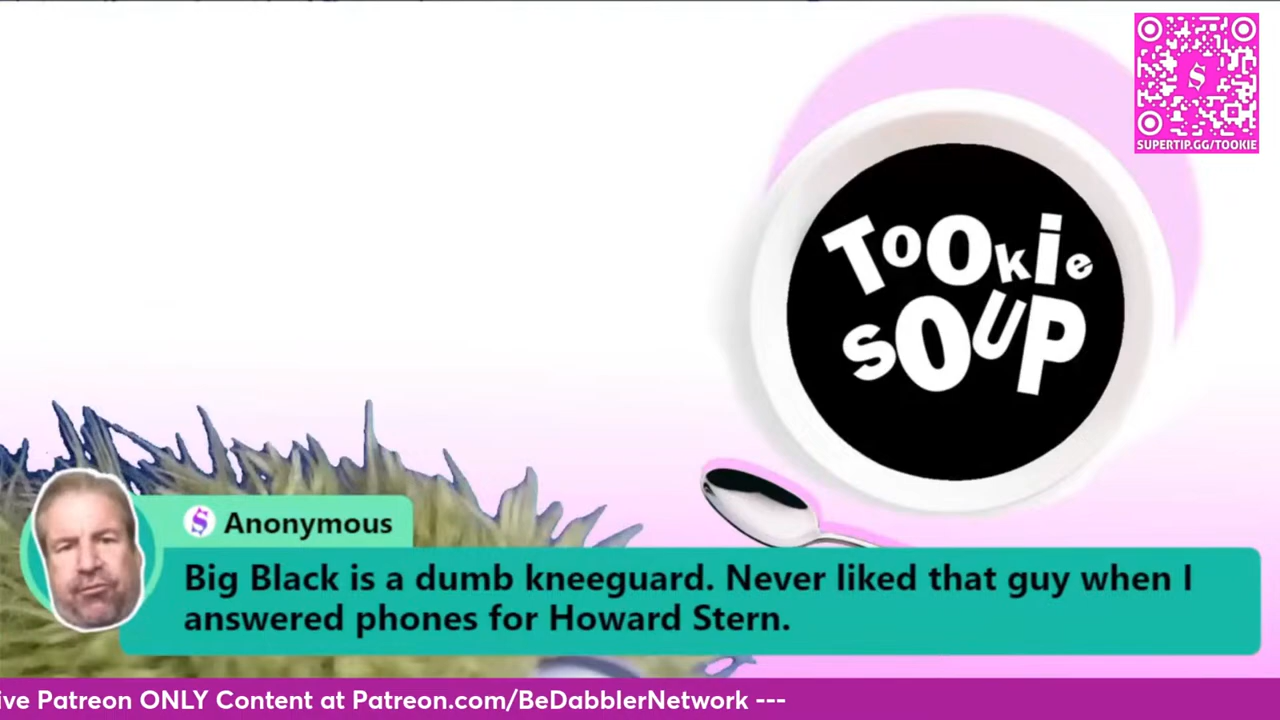 SUPERTIP.GG/TOOKIE
TOOKie
SOUP
$ Anonymous
Big Black is a dumb kneeguard. Never liked that guy when I
answered phones for Howard Stern.
ive Patreon ONLY Content at Patreon.com/BeDabblerNetwork ---